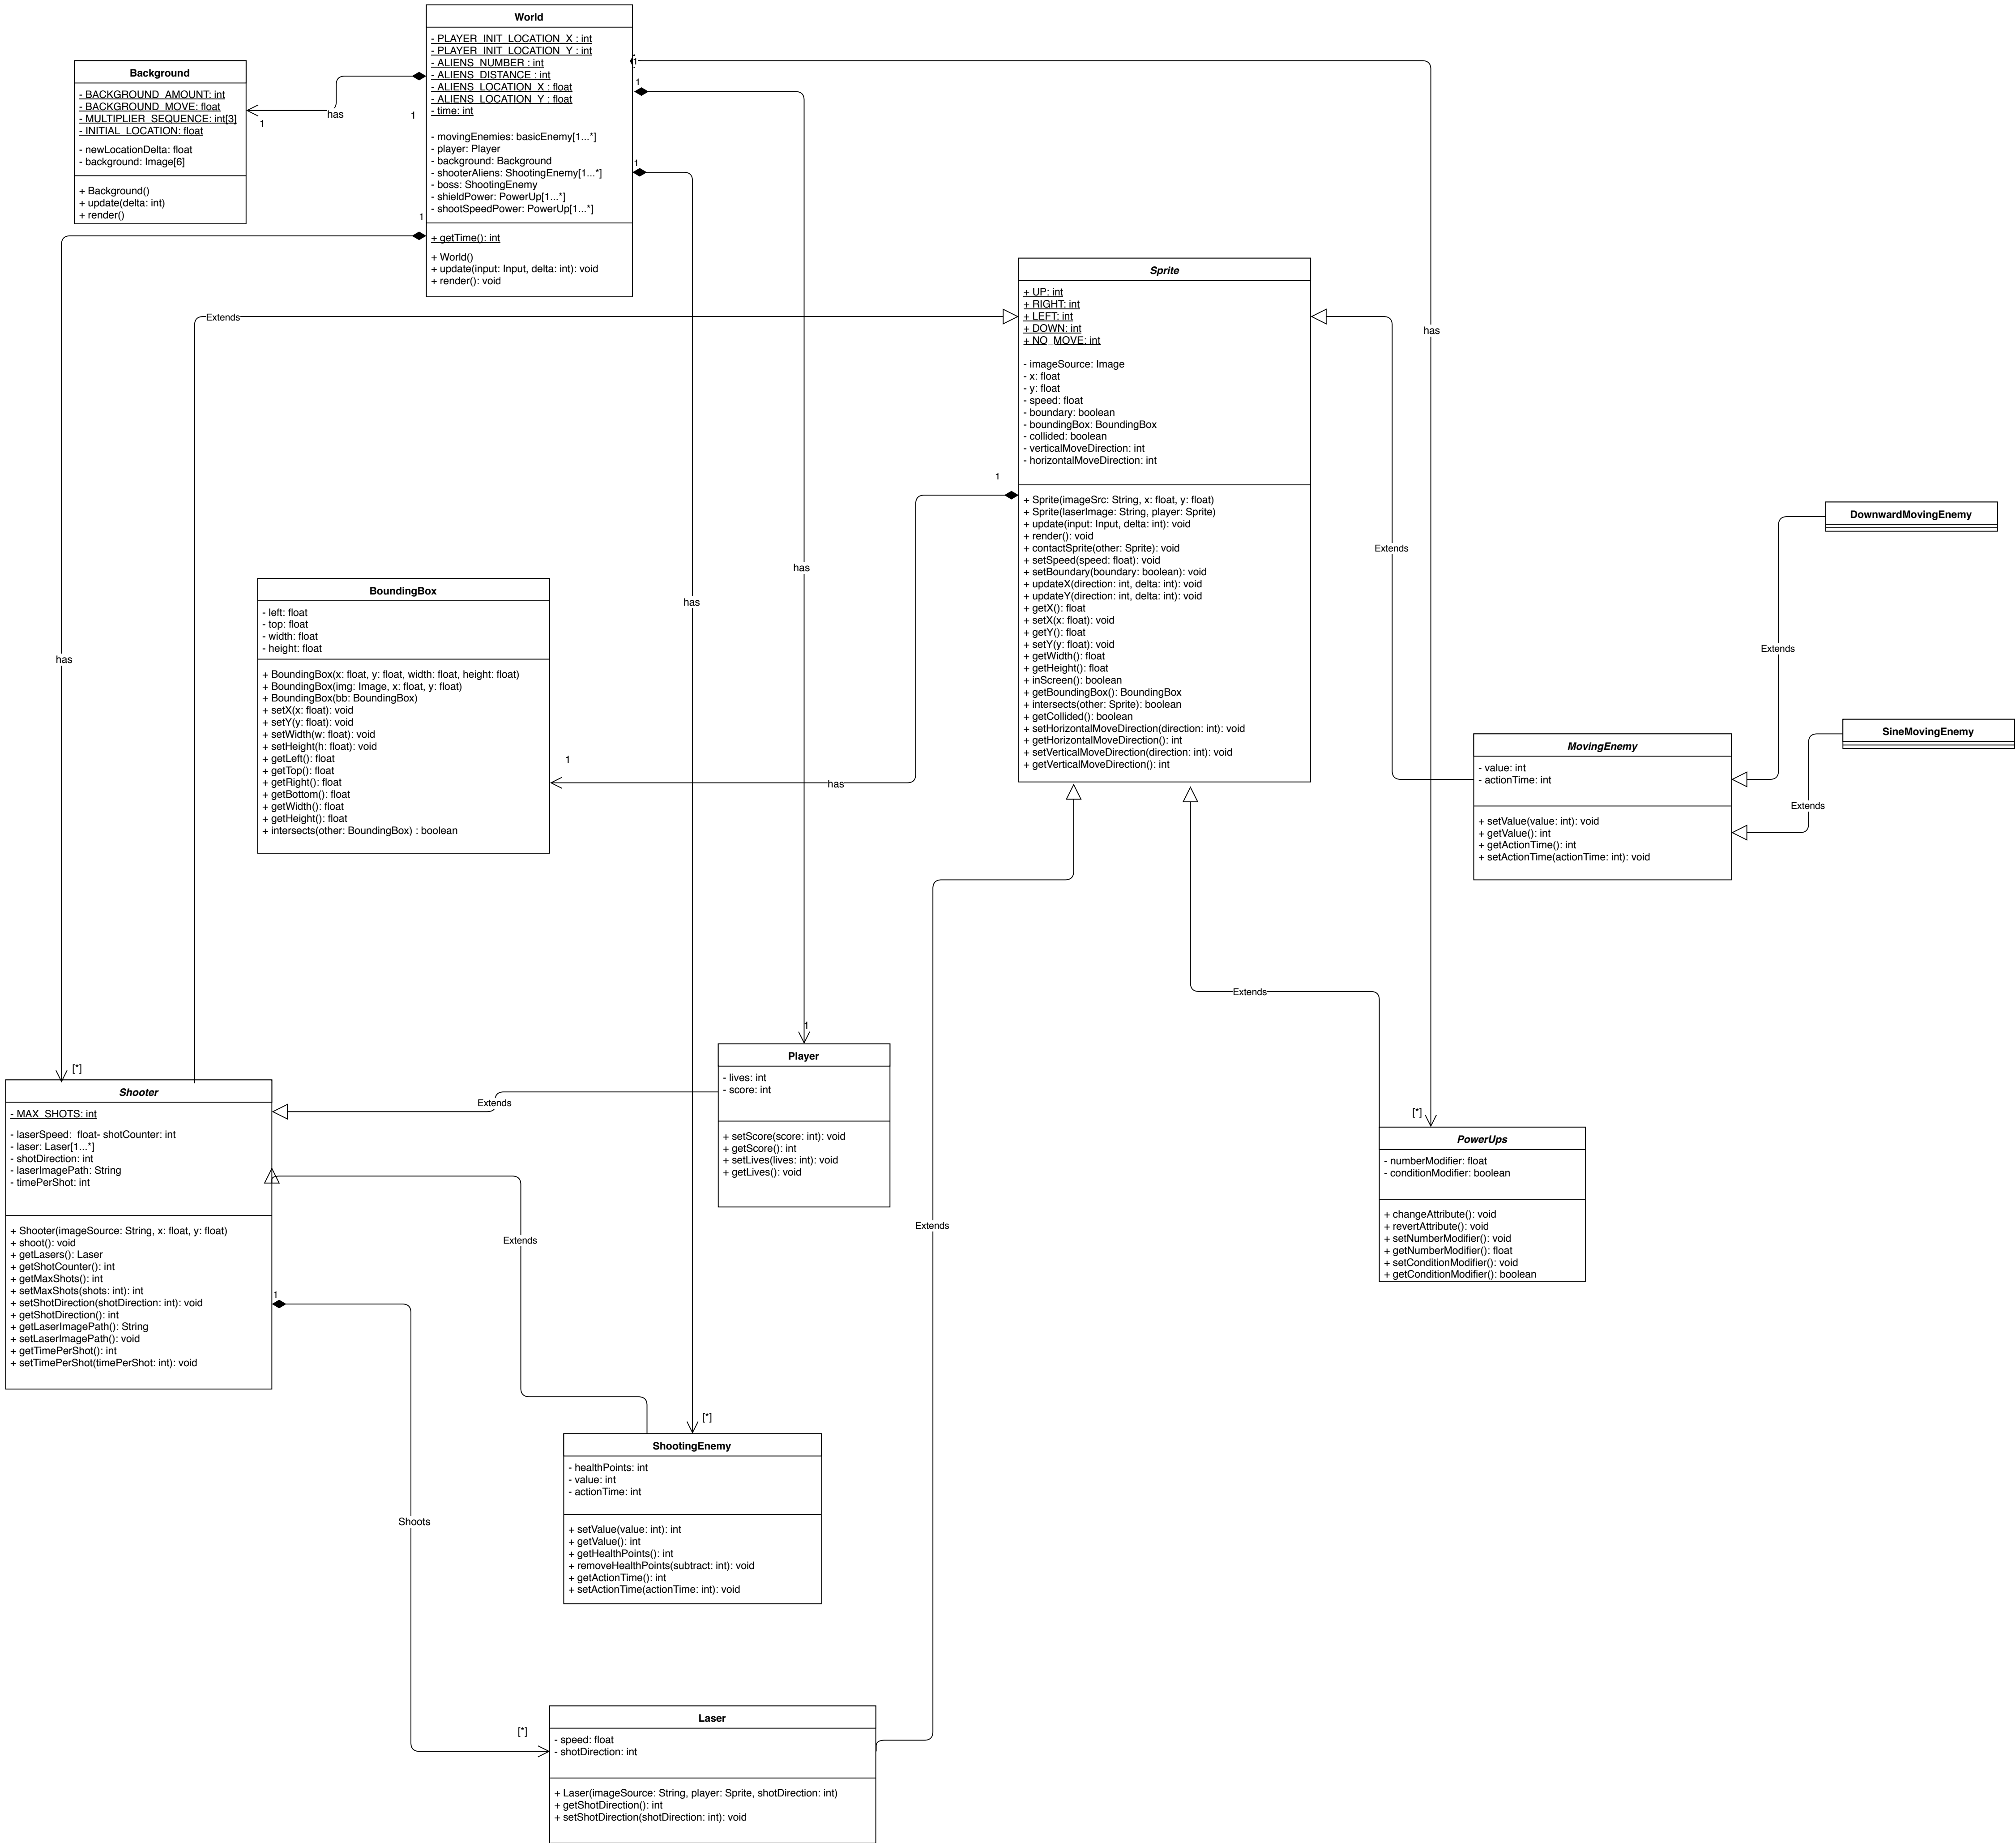 World
- PLAYER_INIT_LOCATION_X : int
- PLAYER_INIT_LOCATION_Y : int
- ALIENS_NUMBER : int
- ALIENS_DISTANCE : int
- ALIENS_LOCATION_X : float
- ALIENS_LOCATION_Y : float
- time: int
- movingEnemies: basicEnemy[1...*]
- player: Player
- background: Background
- shooterAliens: ShootingEnemy[1...*]
- boss: ShootingEnemy
- shieldPower: PowerUp[1...*]
- shootSpeedPower: PowerUp[1...*]
+ getTime(): int
+ World()
+ update(input: Input, delta: int): void
+ render(): void
Background
- BACKGROUND_AMOUNT: int
- BACKGROUND_MOVE: float
- MULTIPLIER_SEQUENCE: int[3]
- INITIAL_LOCATION: float
- newLocationDelta: float
- background: Image[6]
+ Background()
+ update(delta: int)
+ render()
1
has
1
1
1
1
1
Extends
has
has
has
has
Sprite
+ UP: int
+ RIGHT: int
+ LEFT: int
+ DOWN: int
+ NO_MOVE: int
- imageSource: Image
- x: float
- y: float
- speed: float
- boundary: boolean
- boundingBox: BoundingBox
- collided: boolean
- verticalMoveDirection: int
- horizontalMoveDirection: int
+ Sprite(imageSrc: String, x: float, y: float)
+ Sprite(laserImage: String, player: Sprite)
+ update(input: Input, delta: int): void
+ render(): void
+ contactSprite(other: Sprite): void
+ setSpeed(speed: float): void
+ setBoundary(boundary: boolean): void
+ updateX(direction: int, delta: int): void
+ updateY(direction: int, delta: int): void
+ getX(): float
+ setX(x: float): void
+ getY(): float
+ setY(y: float): void
+ getWidth(): float
+ getHeight(): float
+ inScreen(): boolean
+ getBoundingBox(): BoundingBox
+ intersects(other: Sprite): boolean
+ getCollided(): boolean
+ setHorizontalMoveDirection(direction: int): void
+ getHorizontalMoveDirection(): int
+ setVerticalMoveDirection(direction: int): void
+ getVerticalMoveDirection(): int
1
1
has
BoundingBox
- left: float
- top: float
- width: float
- height: float
+ BoundingBox(x: float, y: float, width: float, height: float)
+ BoundingBox(img: Image, x: float, y: float)
+ BoundingBox(bb: BoundingBox)
+ setX(x: float): void
+ setY(y: float): void
+ setWidth(w: float): void
+ setHeight(h: float): void
+ getLeft(): float
+ getTop(): float
+ getRight(): float
+ getBottom(): float
+ getWidth(): float
+ getHeight(): float
+ intersects(other: BoundingBox) : boolean
DownwardMovingEnemy
Extends
Extends
SineMovingEnemy
Extends
MovingEnemy
- value: int
- actionTime: int
+ setValue(value: int): void
+ getValue(): int
+ getActionTime(): int
+ setActionTime(actionTime: int): void
Extends
Extends
1
Player
- lives: int
- score: int
+ setScore(score: int): void
+ getScore(): int
+ setLives(lives: int): void
+ getLives(): void
Extends
[*]
Shooter
- MAX_SHOTS: int
- laserSpeed: float- shotCounter: int
- laser: Laser[1...*]
- shotDirection: int
- laserImagePath: String
- timePerShot: int
+ Shooter(imageSource: String, x: float, y: float)
+ shoot(): void
+ getLasers(): Laser
+ getShotCounter(): int
+ getMaxShots(): int
+ setMaxShots(shots: int): int
+ setShotDirection(shotDirection: int): void
+ getShotDirection(): int
+ getLaserImagePath(): String
+ setLaserImagePath(): void
+ getTimePerShot(): int
+ setTimePerShot(timePerShot: int): void
1
Extends
[*]
PowerUps
- numberModifier: float
- conditionModifier: boolean
+ changeAttribute(): void
+ revertAttribute(): void
+ setNumberModifier(): void
+ getNumberModifier(): float
+ setConditionModifier(): void
+ getConditionModifier(): boolean
[*]
ShootingEnemy
- healthPoints: int
- value: int
- actionTime: int
+ setValue(value: int): int
+ getValue(): int
+ getHealthPoints(): int
+ removeHealthPoints(subtract: int): void
+ getActionTime(): int
+ setActionTime(actionTime: int): void
Shoots
[*]
Laser
- speed: float
- shotDirection: int
+ Laser(imageSource: String, player: Sprite, shotDirection: int)
+ getShotDirection(): int
+ setShotDirection(shotDirection: int): void